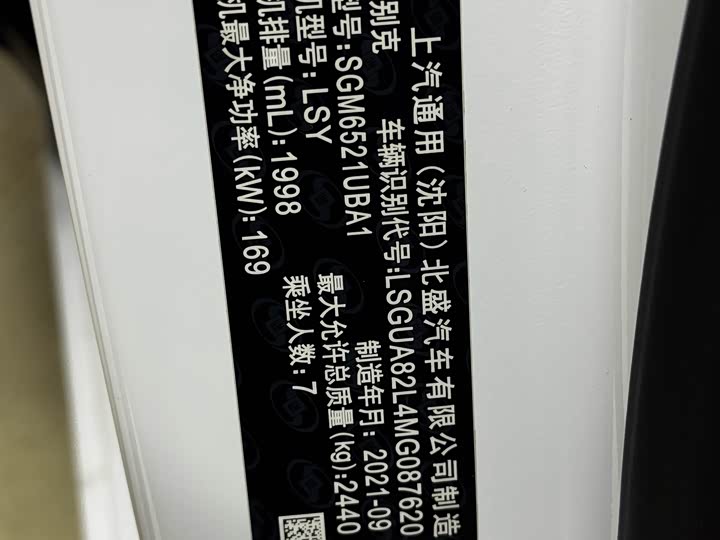 上汽通用(沈阳)北盛汽车有限公司制造
别克 车辆识别代号:LSGUA82L4MG087620
型号:SGM6521UBA1 制造年月: 2021-09
机型号: LSY 最大允许总质量(kg):2440
机排量(mL): 1998 乘坐人数: 7
机最大净功率(kW): 169